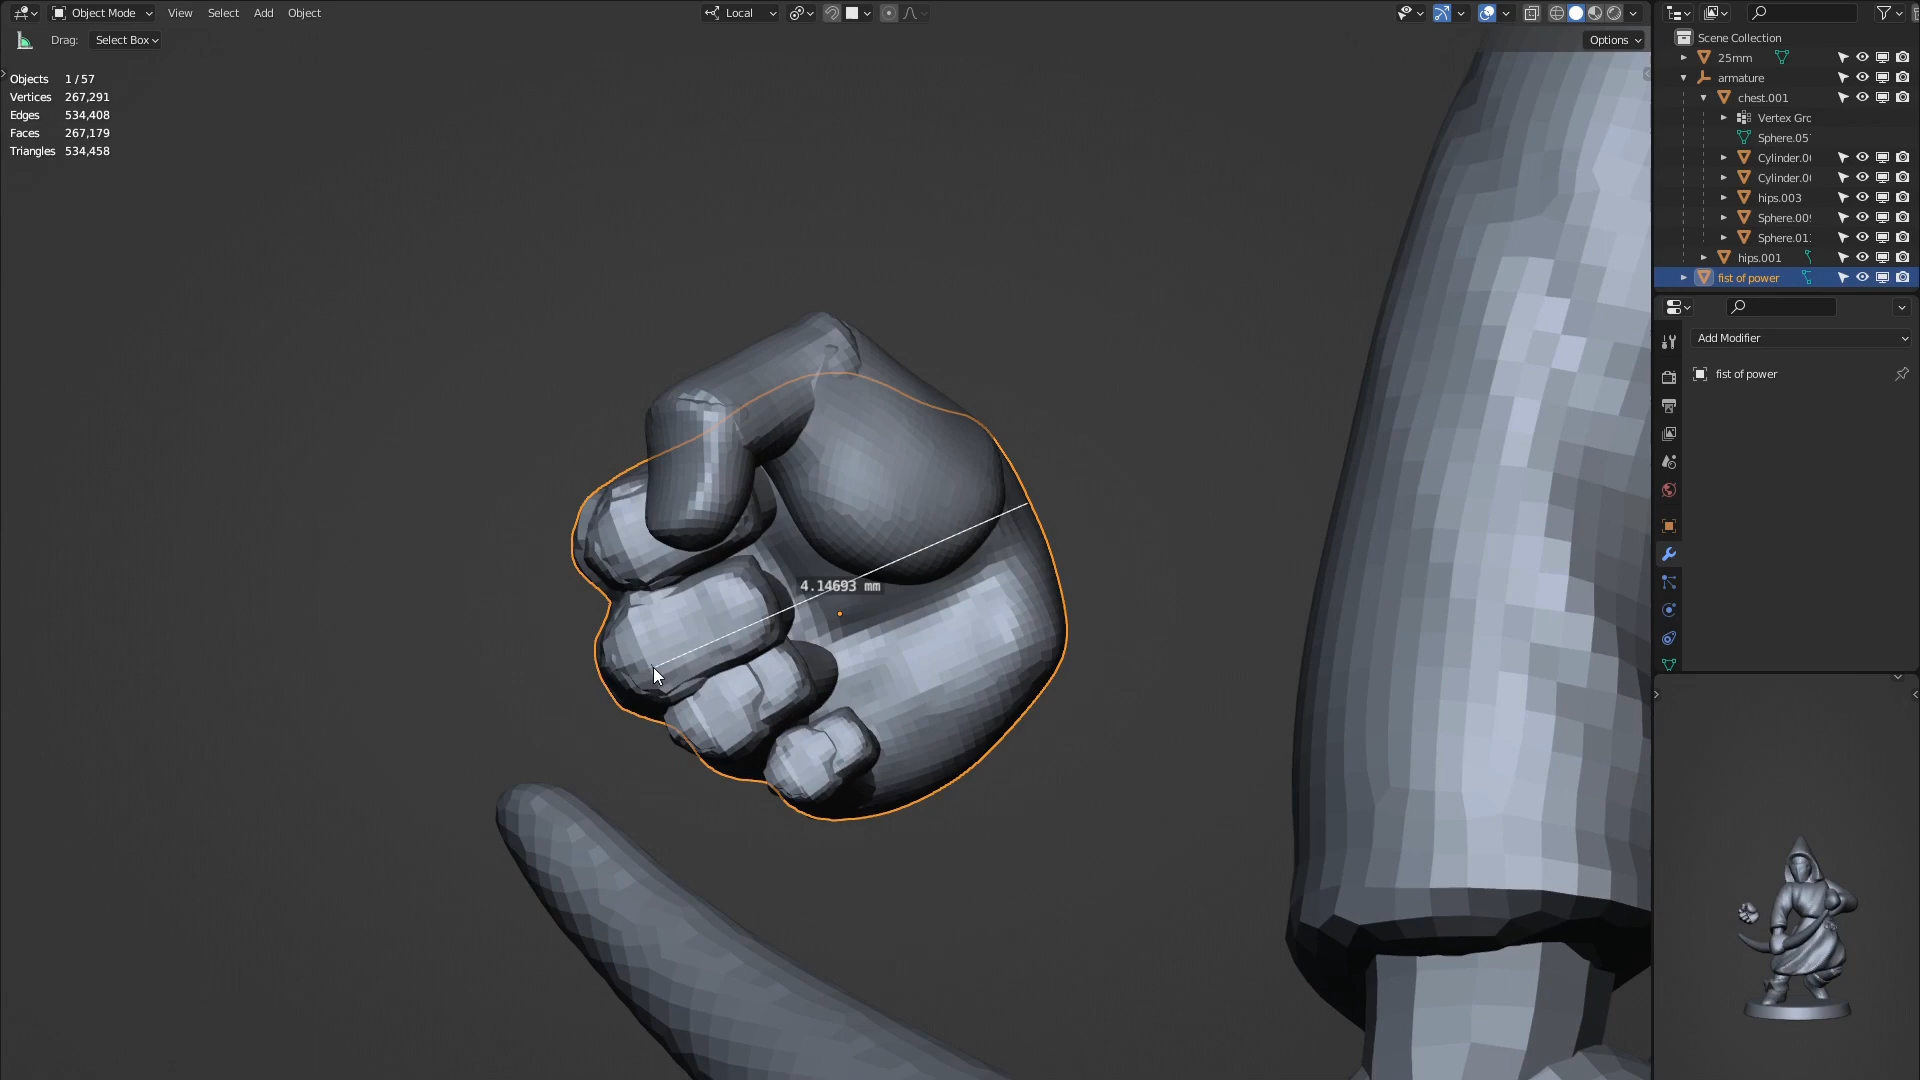 Object Mode View Select Add Object Local
Drag: Select Box Options
Objects 1 / 57
Vertices 267,291
Edges 534,408
Faces 267,179
Triangles 534,458
4.14693 mm
Scene Collection
25mm
armature
chest.001
Vertex Gro
Sphere.05
Cylinder.0
Cylinder.0
hips.003
Sphere.00
Sphere.01
hips.001
fist of power
Add Modifier
fist of power